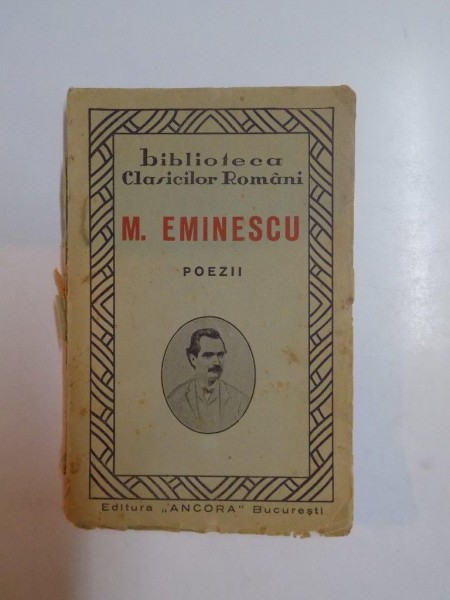 biblioteca
Clasicilor Români
M. EMINESCU
POEZII
Editura „ANCORA" Bucureşti